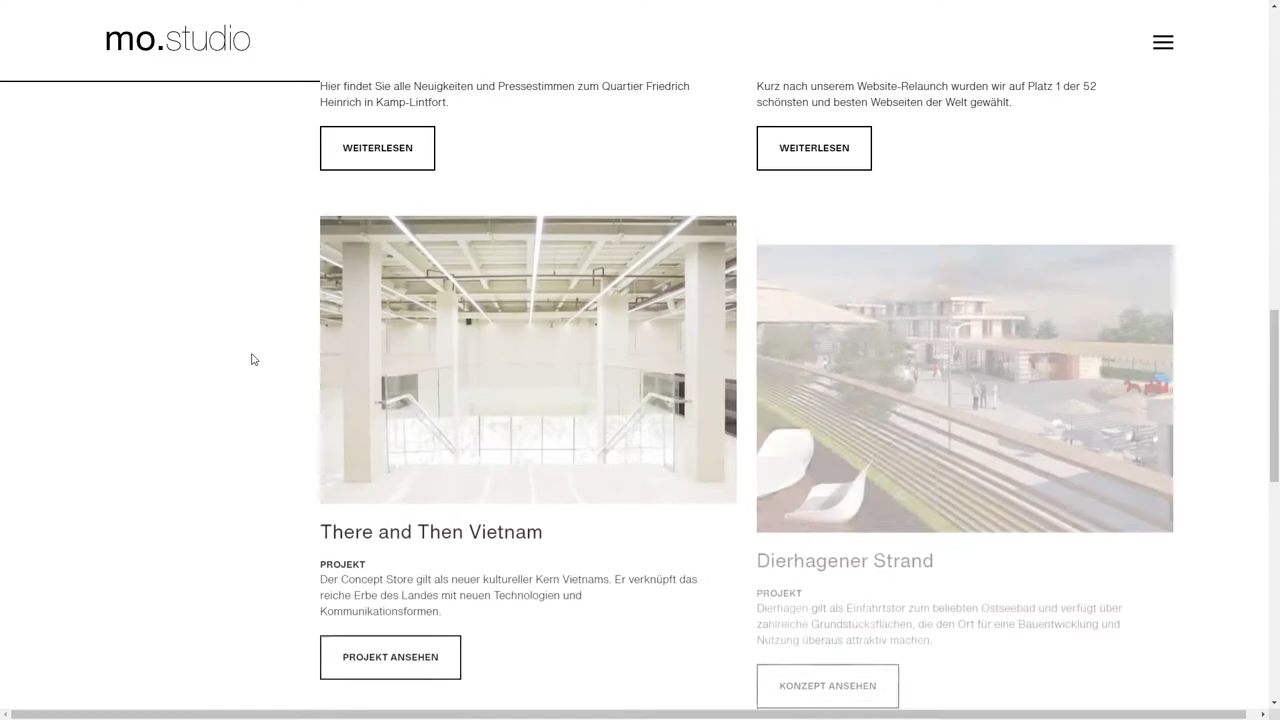 mo.studio
Hier findet Sie alle Neuigkeiten und Pressestimmen zum Quartier Friedrich
Heinrich in Kamp-Lintfort.
WEITERLESEN
Kurz nach unserem Website-Relaunch wurden wir auf Platz 1 der 52
schönsten und besten Webseiten der Welt gewählt.
WEITERLESEN
There and Then Vietnam
PROJEKT
Der Concept Store gilt als neuer kultureller Kern Vietnams. Er verknüpft das
reiche Erbe des Landes mit neuen Technologien und
Kommunikationsformen.
PROJEKT ANSEHEN
Dierhagener Strand
PROJEKT
Dierhagen gilt als Einfahrtstor zum beliebten Ostseebad und verfügt über
zahlreiche Grundstücksflächen, die den Ort für eine Bauentwicklung und
Nutzung überaus attraktiv machen.
KONZEPT ANSEHEN